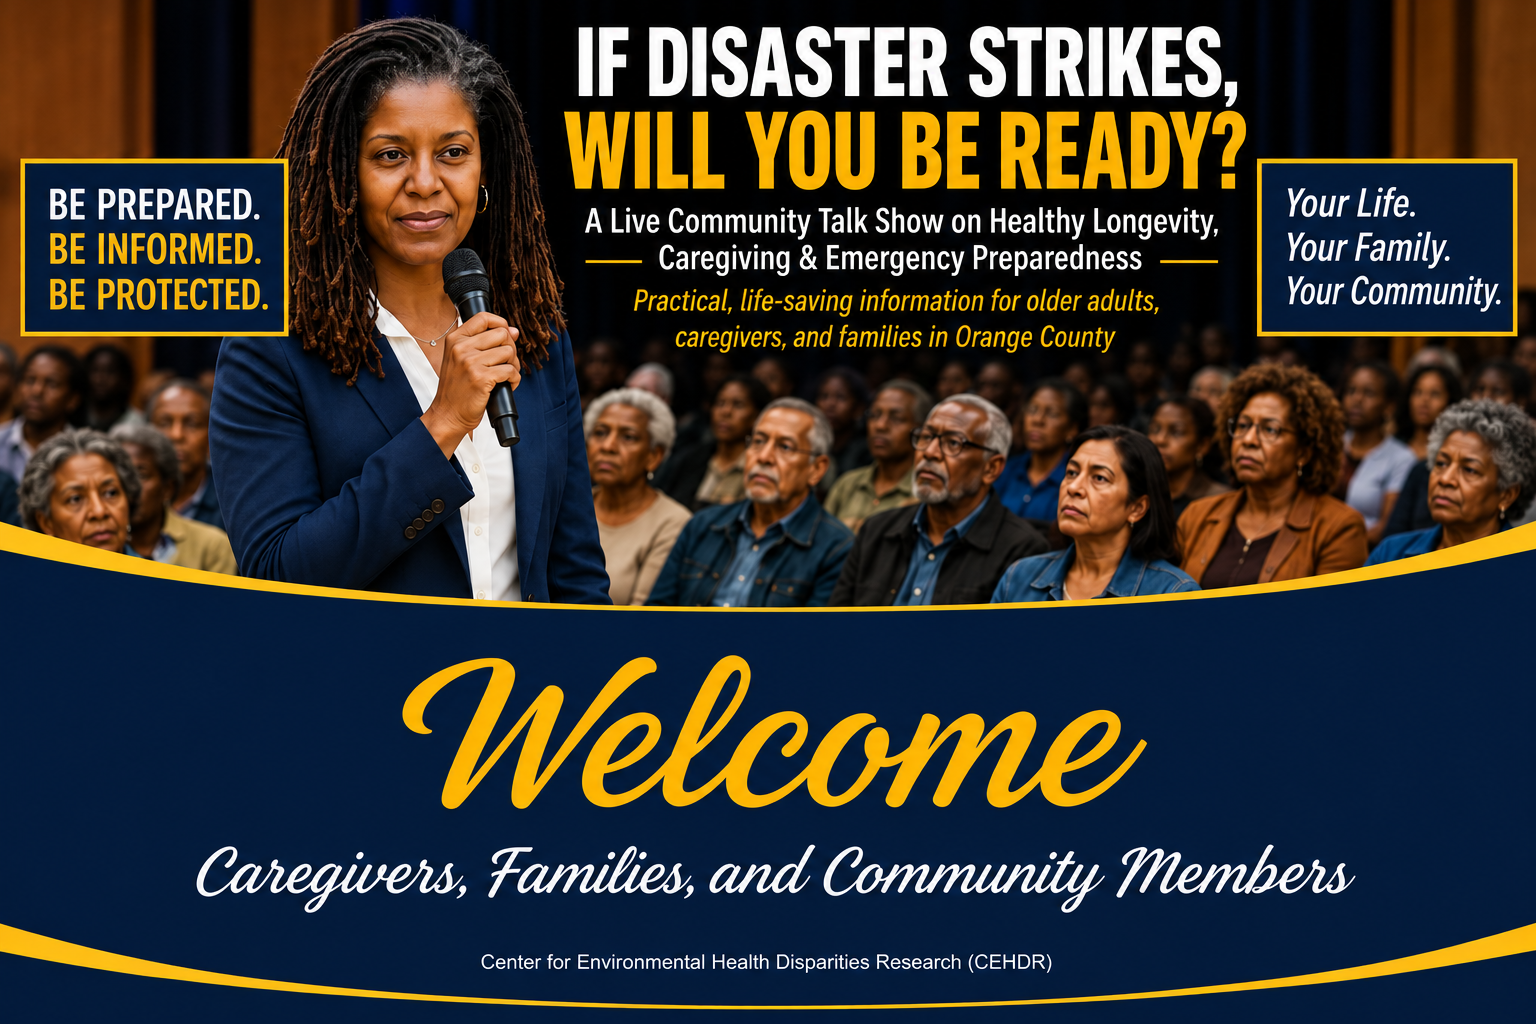 IF DISASTER STRIKES,
WILL YOU BE READY?
A Live Community Talk Show on Healthy Longevity,
Caregiving & Emergency Preparedness
Practical, life-saving information for older adults,
caregivers, and families in Orange County
BE PREPARED.
BE INFORMED.
BE PROTECTED.
Your Life.
Your Family.
Your Community.
Welcome
Caregivers, Families, and Community Members
Center for Environmental Health Disparities Research (CEHDR)